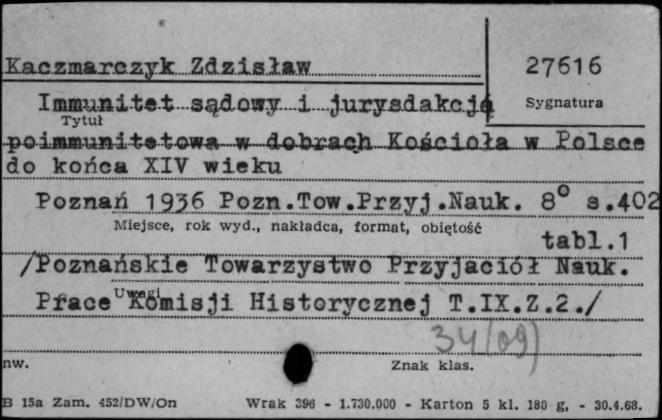 Kaczmarczyk Zdzisław
27616
Immunitet sądowy i jurysdakcją
Sygnatura
Tytuł
poimmunitetowa w dobrach Kościoła w Polsce
do końca XIV wieku
Poznań 1936 Pozn.Tow.Przyj.Nauk. 8° s.402
Miejsce, rok wyd., nakładca, format, obiętość
tabl.1
/Poznańskie Towarzystwo Przyjaciół Nauk.
Uwagi
Prace Komisji Historycznej T.IX.Z.2./
34/09)
nw.
Znak klas.
B 15a Zam. 452/DW/On
Wrak 396 - 1.730.000 - Karton 5 kl. 180 g, - 30.4.68.